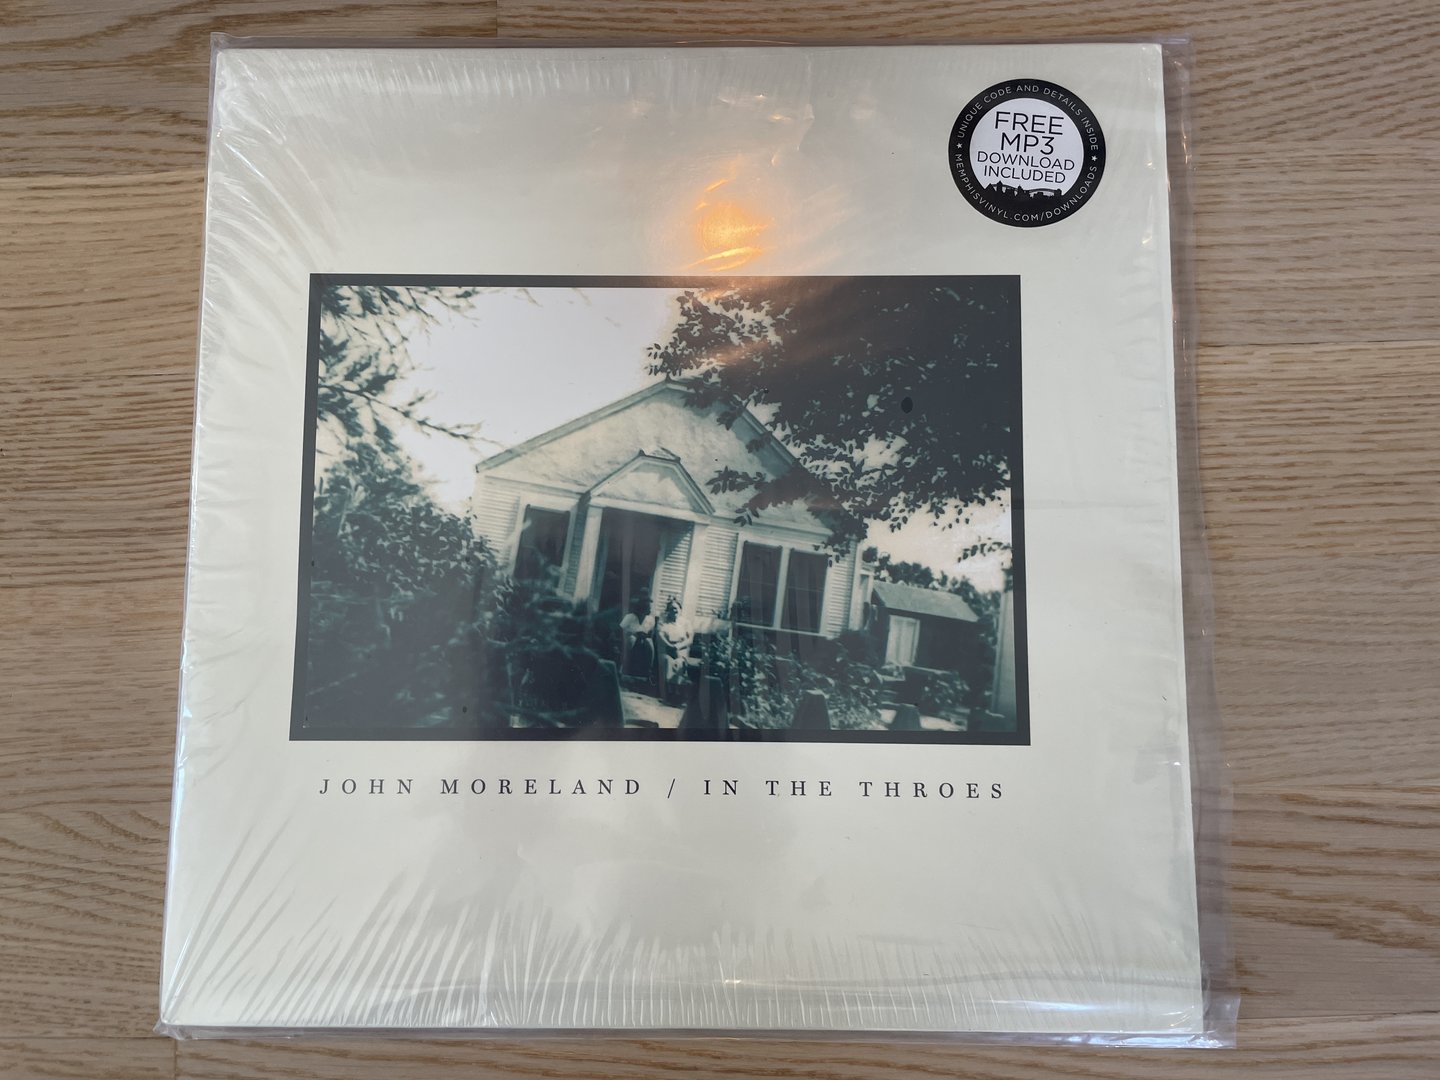 UNIQUE CODE AND DETAILS INSIDE
FREE
MP3
DOWNLOAD
INCLUDED
★ MEMPHISVINYL.COM/DOWNLOADS ★
JOHN MORELAND / IN THE THROES